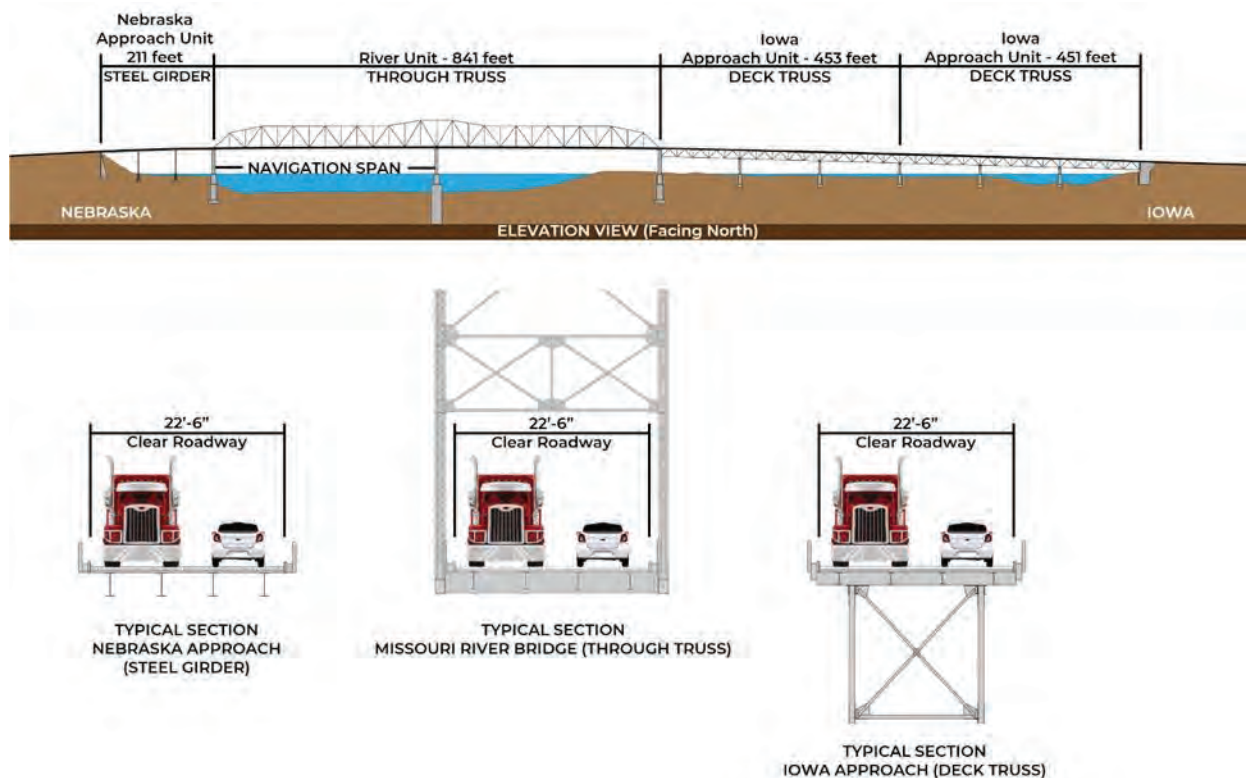 Nebraska
Approach Unit
211 feet
STEEL GIRDER
River Unit - 841 feet
THROUGH TRUSS
Iowa
Approach Unit - 453 feet
DECK TRUSS
Iowa
Approach Unit - 451 feet
DECK TRUSS
NAVIGATION SPAN
NEBRASKA
IOWA
ELEVATION VIEW (Facing North)
22'-6”
Clear Roadway
TYPICAL SECTION
NEBRASKA APPROACH
(STEEL GIRDER)
22'-6”
Clear Roadway
TYPICAL SECTION
MISSOURI RIVER BRIDGE (THROUGH TRUSS)
22'-6”
Clear Roadway
TYPICAL SECTION
IOWA APPROACH (DECK TRUSS)